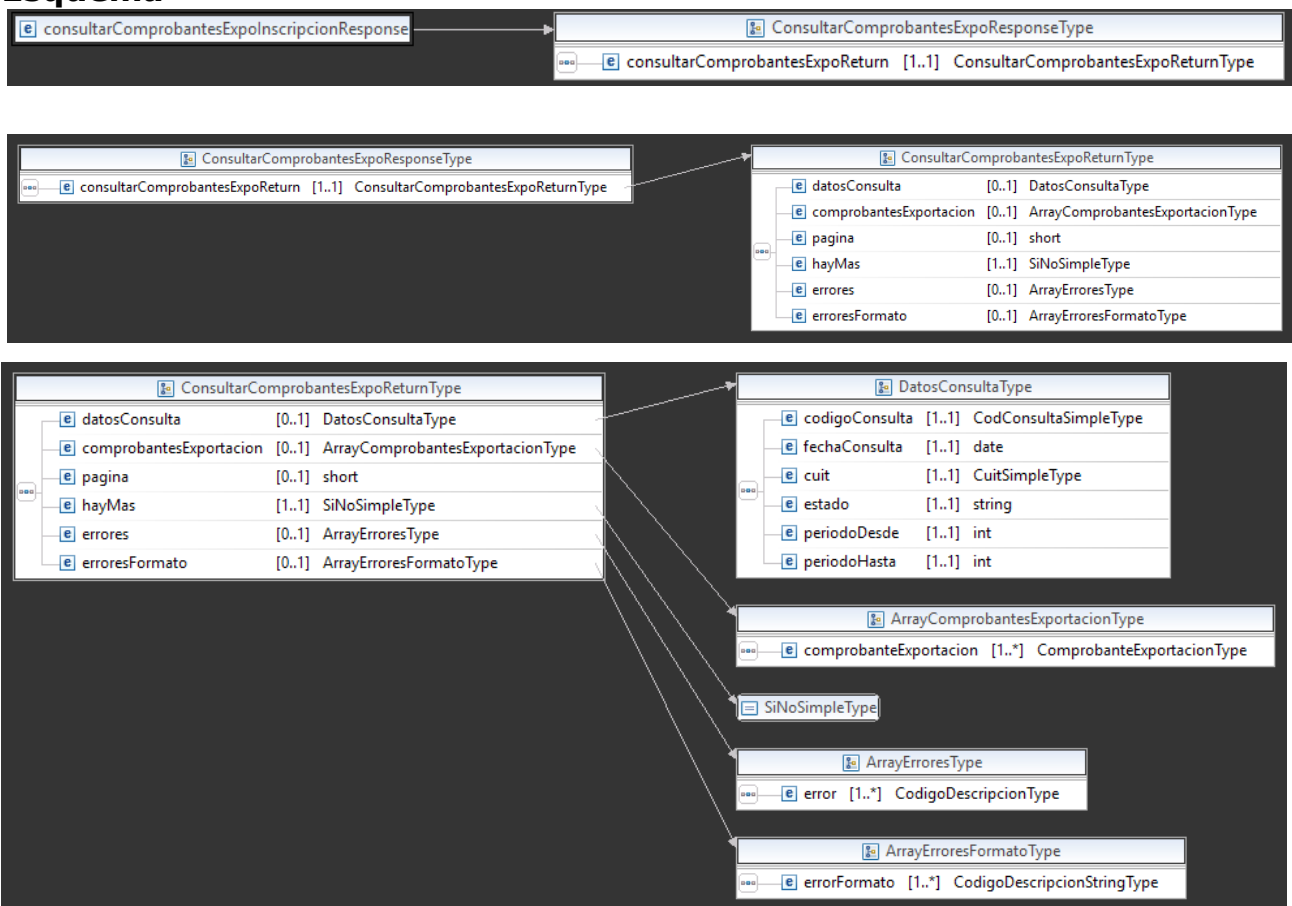 Esquema
consultarComprobantesExpoInscripcionResponse
ConsultarComprobantesExpoResponseType
consultarComprobantesExpoReturn [1..1] ConsultarComprobantesExpoReturnType
ConsultarComprobantesExpoResponseType
consultarComprobantesExpoReturn [1..1] ConsultarComprobantesExpoReturnType
ConsultarComprobantesExpoReturnType
datosConsulta [0..1] DatosConsultaType
comprobantesExportacion [0..1] ArrayComprobantesExportacionType
pagina [0..1] short
hayMas [1..1] SiNoSimpleType
errores [0..1] ArrayErroresType
erroresFormato [0..1] ArrayErroresFormatoType
ConsultarComprobantesExpoReturnType
datosConsulta [0..1] DatosConsultaType
comprobantesExportacion [0..1] ArrayComprobantesExportacionType
pagina [0..1] short
hayMas [1..1] SiNoSimpleType
errores [0..1] ArrayErroresType
erroresFormato [0..1] ArrayErroresFormatoType
DatosConsultaType
codigoConsulta [1..1] CodConsultaSimpleType
fechaConsulta [1..1] date
cuit [1..1] CuitSimpleType
estado [1..1] string
periodoDesde [1..1] int
periodoHasta [1..1] int
ArrayComprobantesExportacionType
comprobanteExportacion [1..*] ComprobanteExportacionType
SiNoSimpleType
ArrayErroresType
error [1..*] CodigoDescripcionType
ArrayErroresFormatoType
errorFormato [1..*] CodigoDescripcionStringType